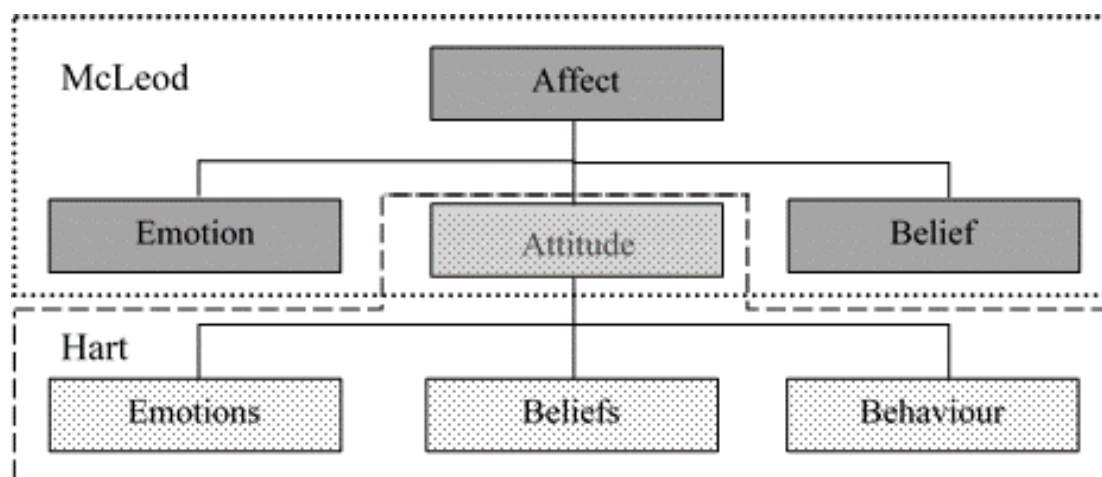 McLeod
Affect
Emotion
Attitude
Belief
Hart
Emotions
Beliefs
Behaviour